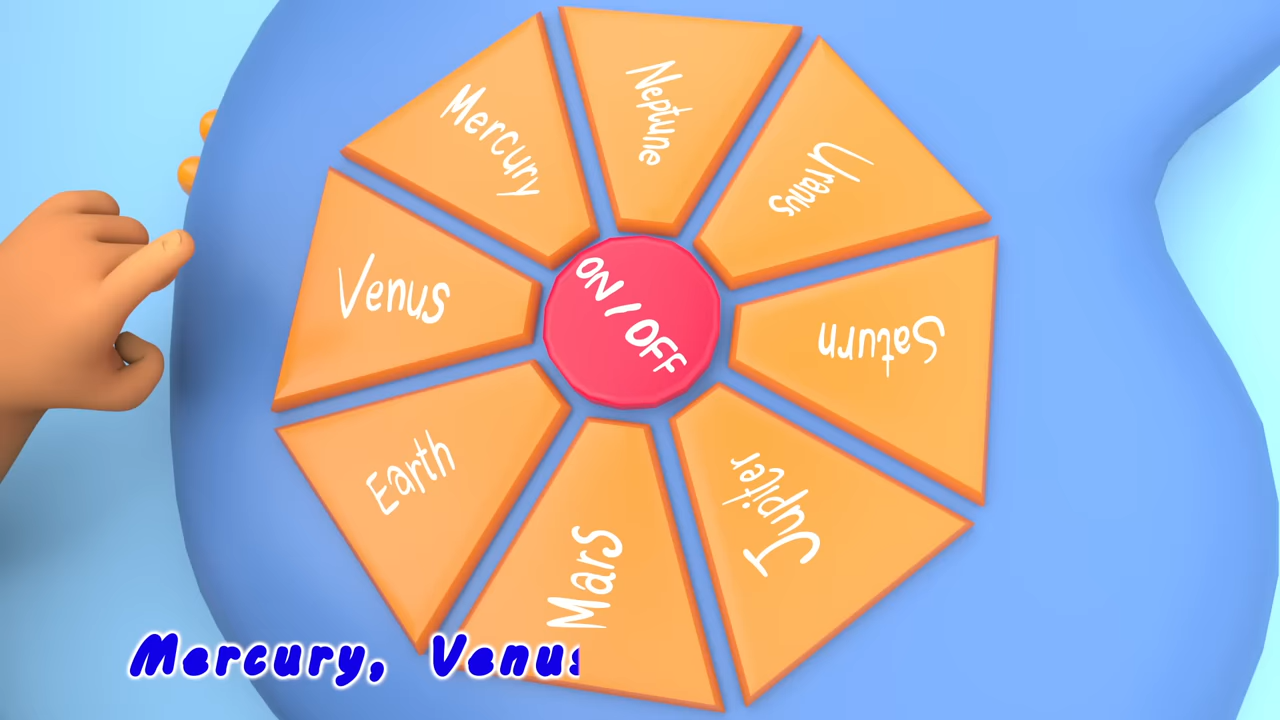 Neptune
Mercury
Uranus
Venus
ON / OFF
Saturn
Earth
Jupiter
Mars
Mercury, Venus